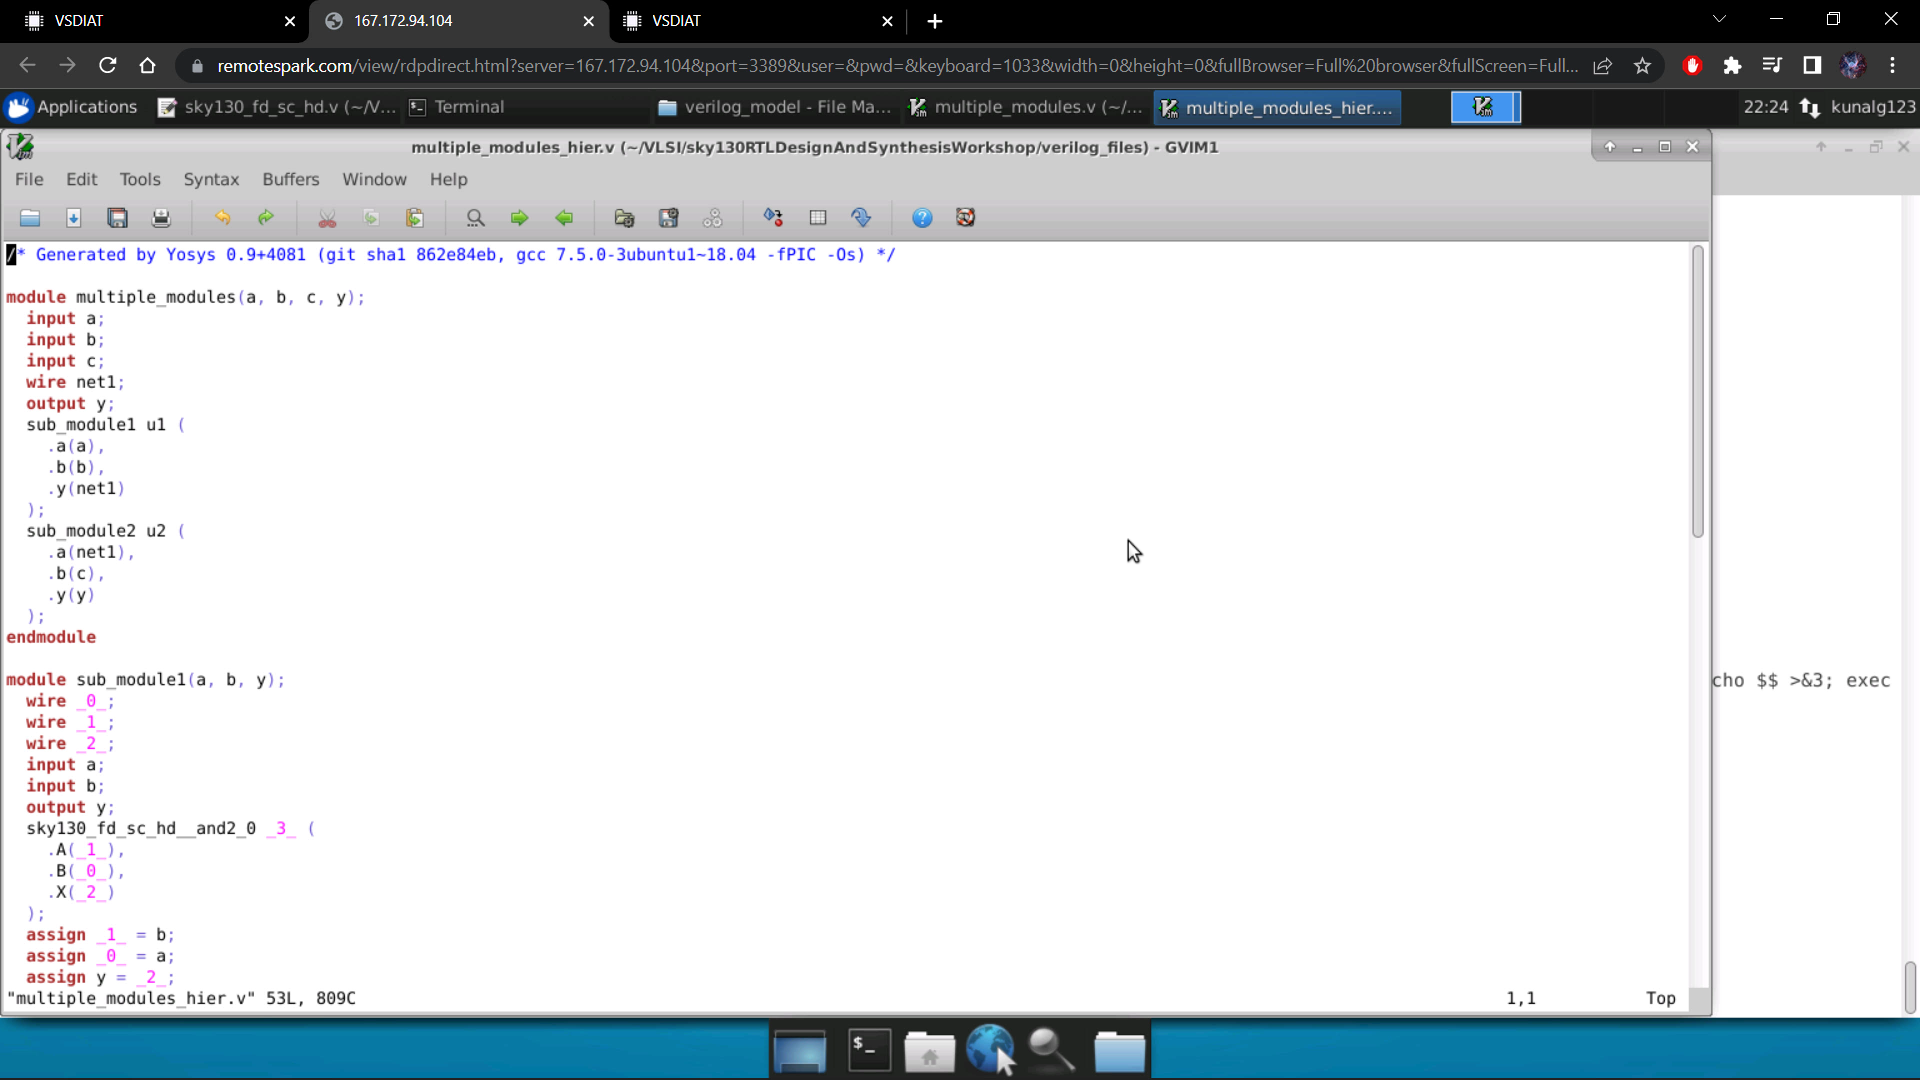 VSDIAT
167.172.94.104
VSDIAT
remotespark.com/view/rdpdirect.html?server=167.172.94.104&port=3389&user=&pwd=&keyboard=1033&width=0&height=0&fullBrowser=Full%20browser&fullScreen=Full...
Applications
sky130_fd_sc_hd.v (~/V...
Terminal
verilog_model - File Ma...
multiple_modules.v (~/...
multiple_modules_hier....
22:24
kunalg123
multiple_modules_hier.v (~/VLSI/sky130RTLDesignAndSynthesisWorkshop/verilog_files) - GVIM1
File Edit Tools Syntax Buffers Window Help
/* Generated by Yosys 0.9+4081 (git sha1 862e84eb, gcc 7.5.0-3ubuntu1~18.04 -fPIC -Os) */
module multiple_modules(a, b, c, y);
input a;
input b;
input c;
wire net1;
output y;
sub_module1 u1 (
.a(a),
.b(b),
.y(net1)
);
sub_module2 u2 (
.a(net1),
.b(c),
.y(y)
);
endmodule
module sub_module1(a, b, y);
wire _0_;
wire _1_;
wire _2_;
input a;
input b;
output y;
sky130_fd_sc_hd__and2_0 _3_ (
.A(_1_),
.B(_0_),
.X(_2_)
);
assign _1_ = b;
assign _0_ = a;
assign y = _2_;
"multiple_modules_hier.v" 53L, 809C
1,1
Top
cho $$ >&3; exec
$_